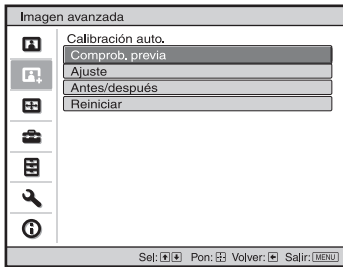 Imagen avanzada
Calibración auto.
Comprob. previa
Ajuste
Antes/después
Reiniciar
Sel: Pon: Volver: Salir: MENU